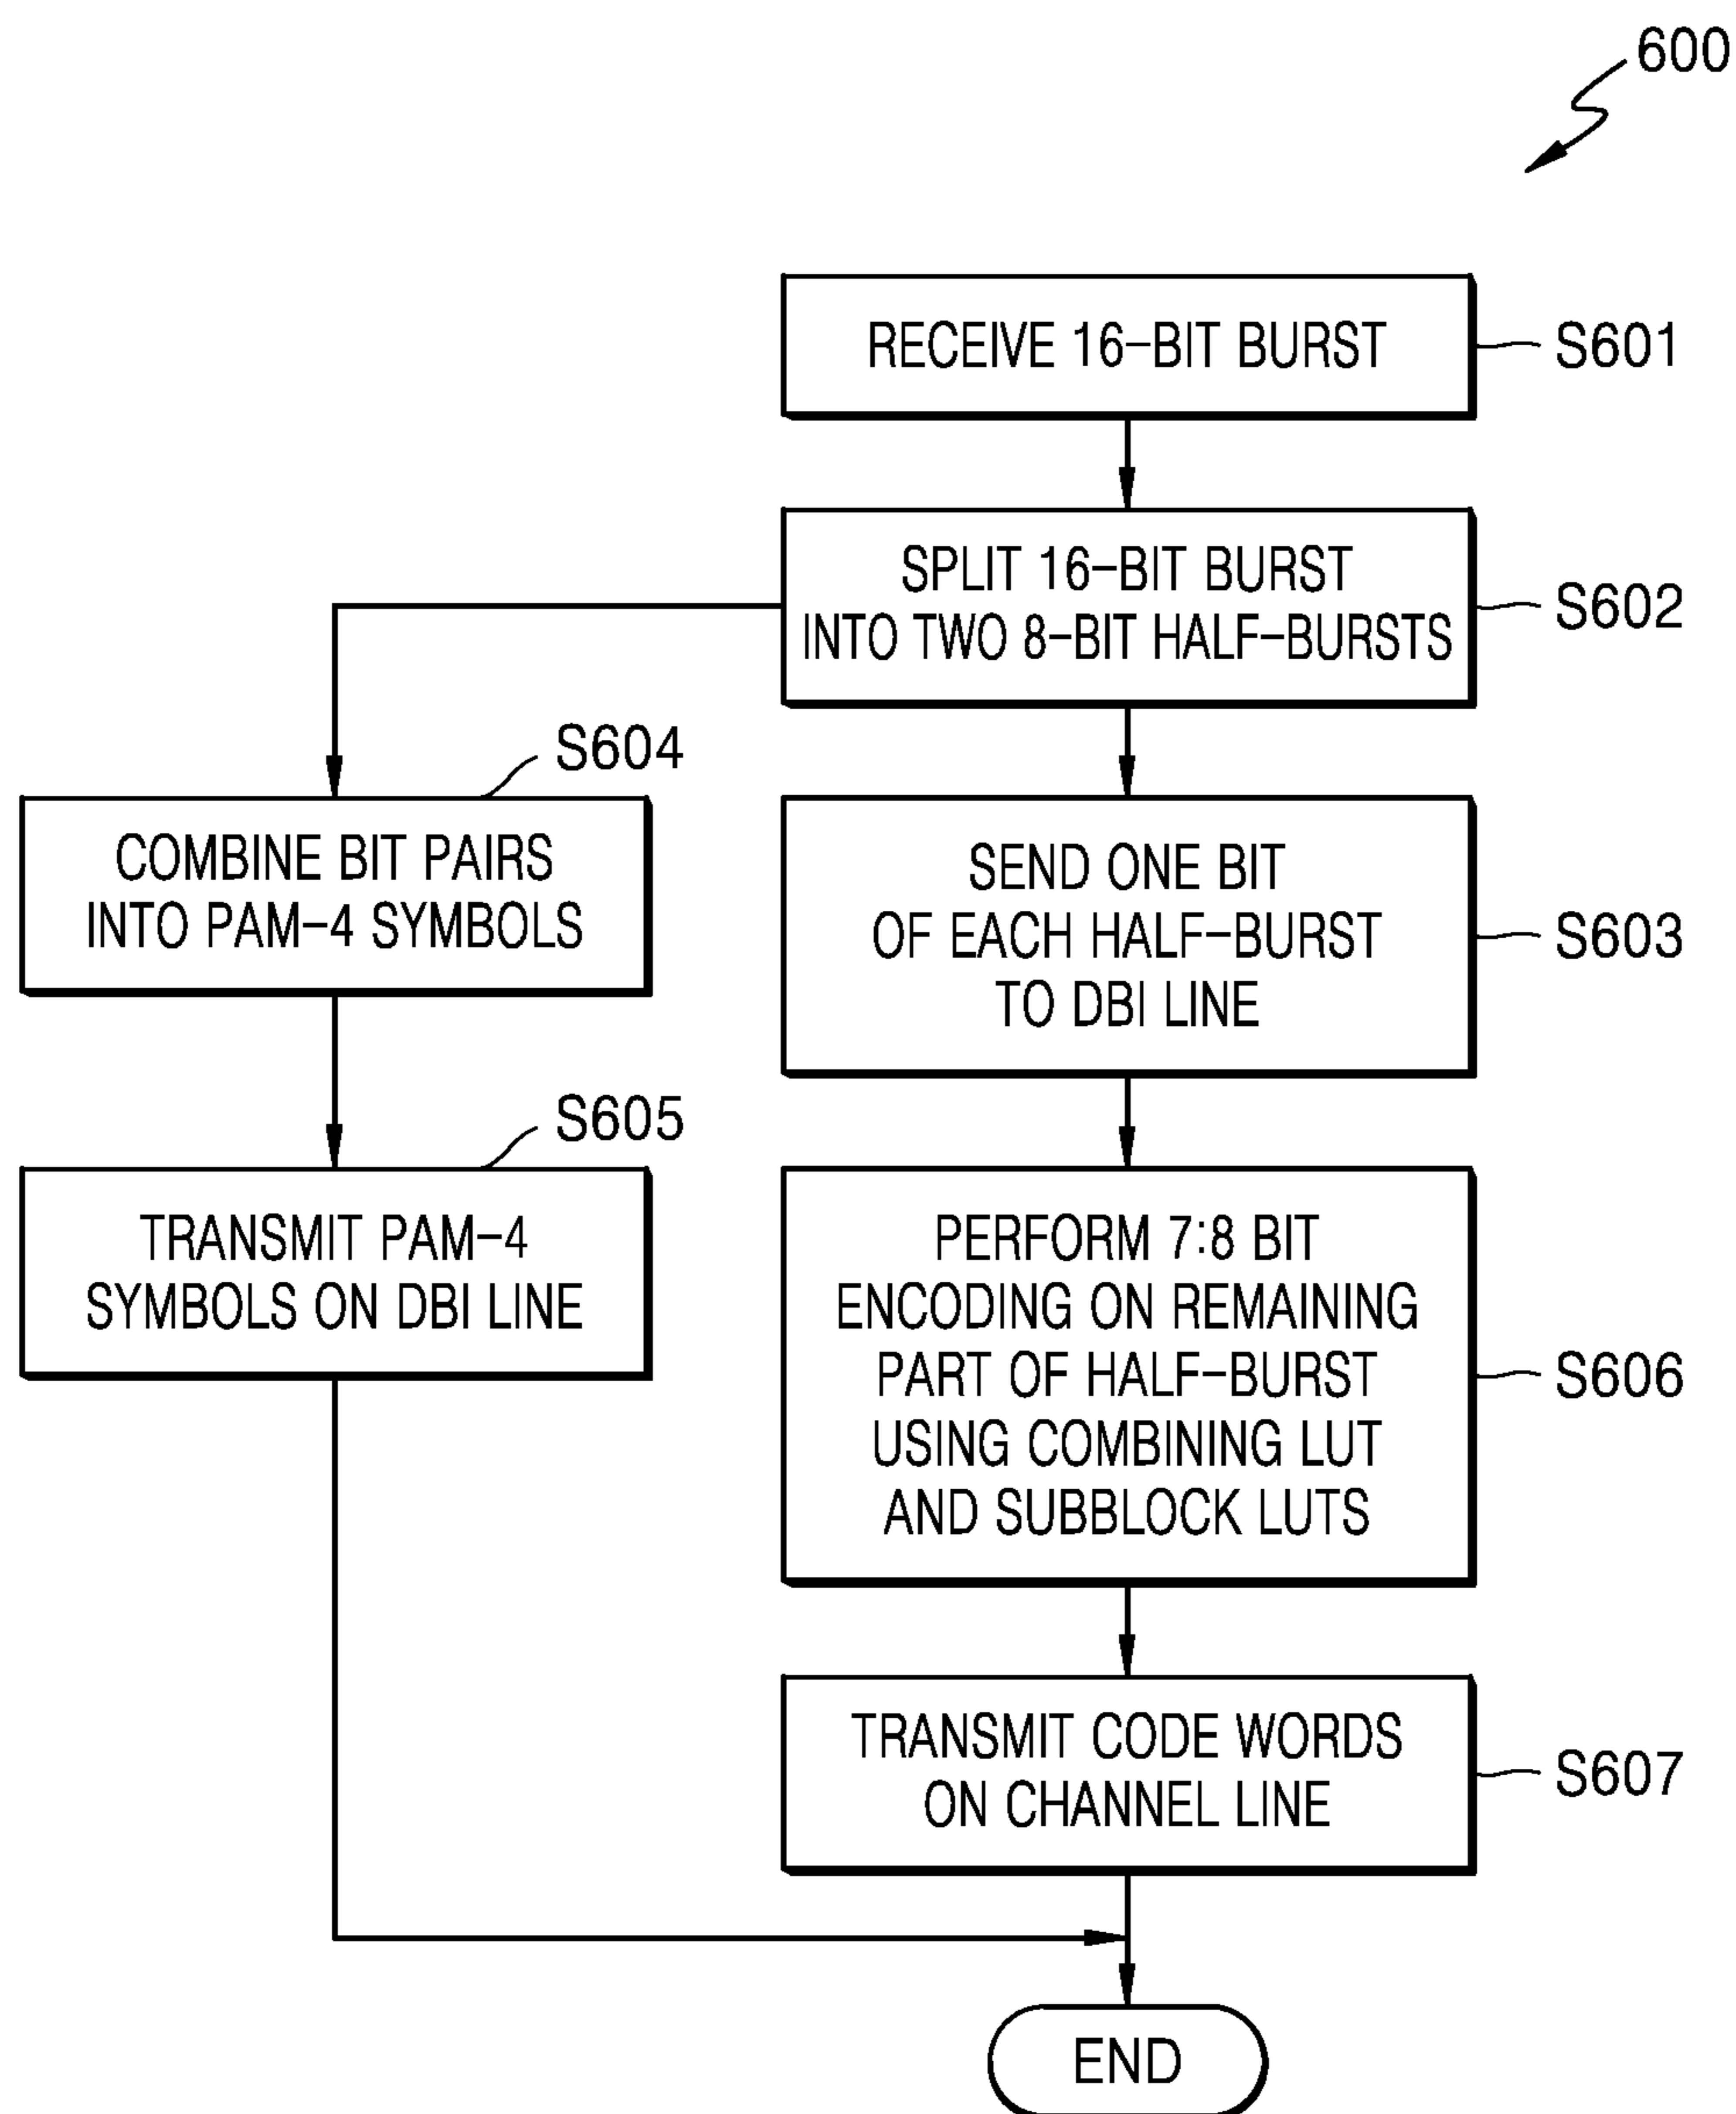 600
RECEIVE 16-BIT BURST
S601
SPLIT 16-BIT BURST
INTO TWO 8-BIT HALF-BURSTS
S602
S604
COMBINE BIT PAIRS
INTO PAM-4 SYMBOLS
SEND ONE BIT
OF EACH HALF-BURST
TO DBI LINE
S603
S605
TRANSMIT PAM-4
SYMBOLS ON DBI LINE
PERFORM 7:8 BIT
ENCODING ON REMAINING
PART OF HALF-BURST
USING COMBINING LUT
AND SUBBLOCK LUTS
S606
TRANSMIT CODE WORDS
ON CHANNEL LINE
S607
END